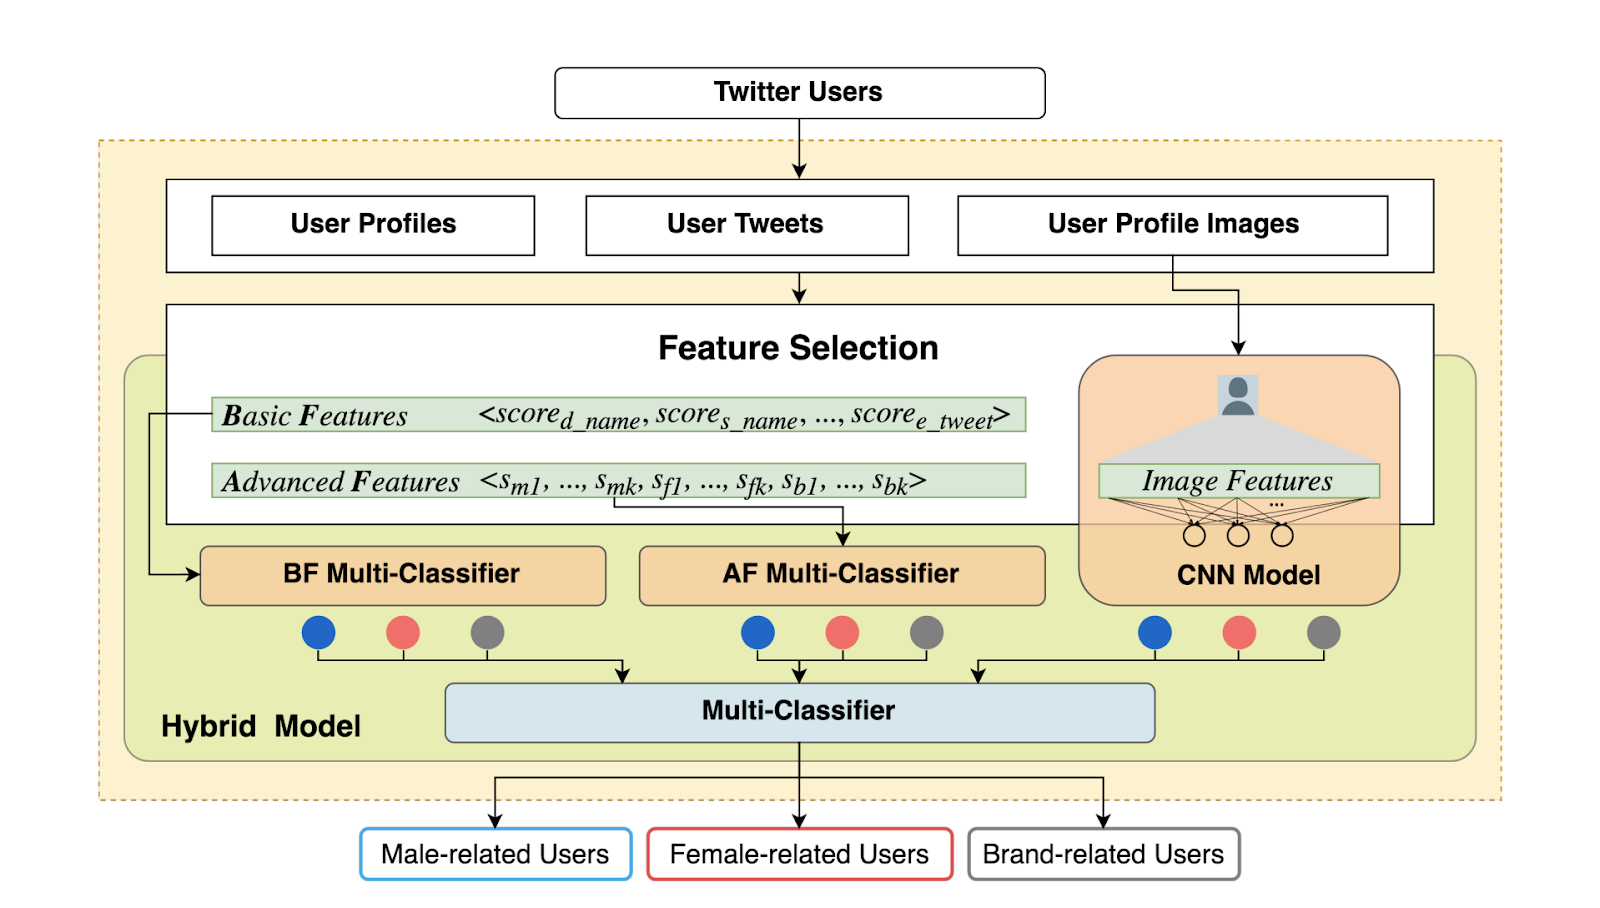 Twitter Users
User Profiles
User Tweets
User Profile Images
Feature Selection
Basic Features <score_d_name, score_s_name, ..., score_e_tweet>
Advanced Features <s_m1, ..., s_mk, s_f1, ..., s_fk, s_b1, ..., s_bk>
Image Features
...
BF Multi-Classifier
AF Multi-Classifier
CNN Model
Multi-Classifier
Hybrid Model
Male-related Users
Female-related Users
Brand-related Users